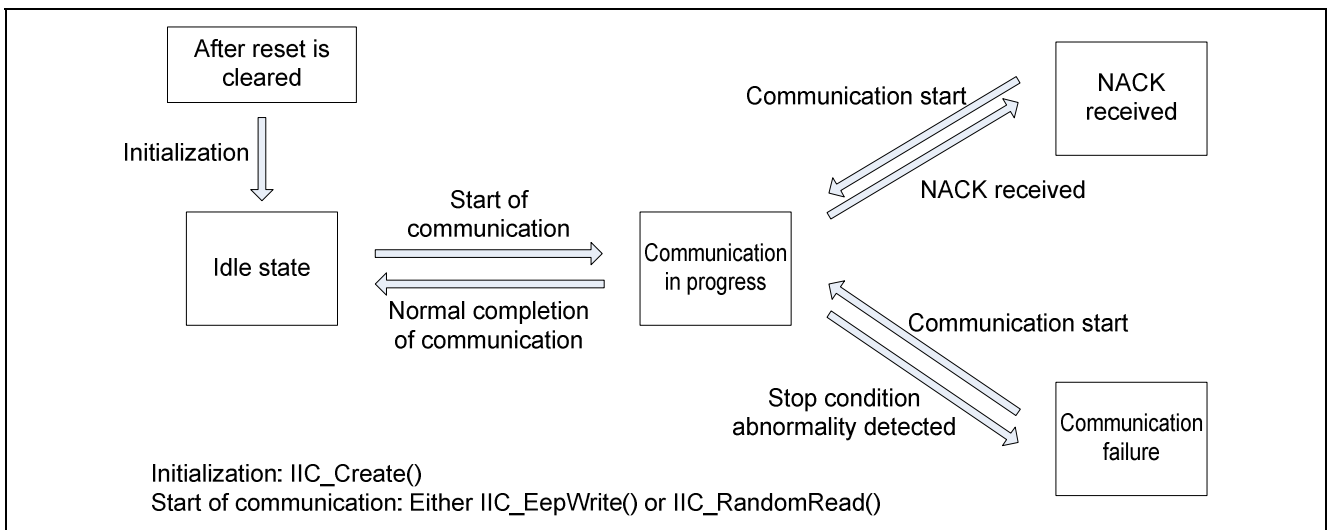 After reset is
cleared
Initialization
Idle state
Start of
communication
Normal completion
of communication
Communication
in progress
Communication start
NACK received
NACK
received
Communication start
Stop condition
abnormality detected
Communication
failure
Initialization: IIC_Create()
Start of communication: Either IIC_EepWrite() or IIC_RandomRead()